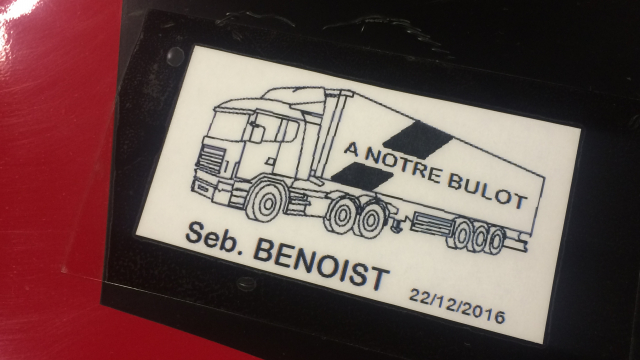 A NOTRE BULOT
Seb. BENOIST
22/12/2016